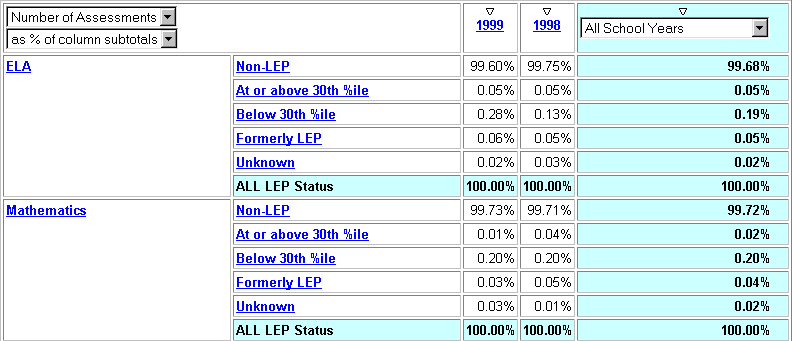 Number of Assessments
as % of column subtotals
1999 1998 All School Years
ELA Non-LEP 99.60% 99.75% 99.68%
At or above 30th %ile 0.05% 0.05% 0.05%
Below 30th %ile 0.28% 0.13% 0.19%
Formerly LEP 0.06% 0.05% 0.05%
Unknown 0.02% 0.03% 0.02%
ALL LEP Status 100.00% 100.00% 100.00%
Mathematics Non-LEP 99.73% 99.71% 99.72%
At or above 30th %ile 0.01% 0.04% 0.02%
Below 30th %ile 0.20% 0.20% 0.20%
Formerly LEP 0.03% 0.05% 0.04%
Unknown 0.03% 0.01% 0.02%
ALL LEP Status 100.00% 100.00% 100.00%